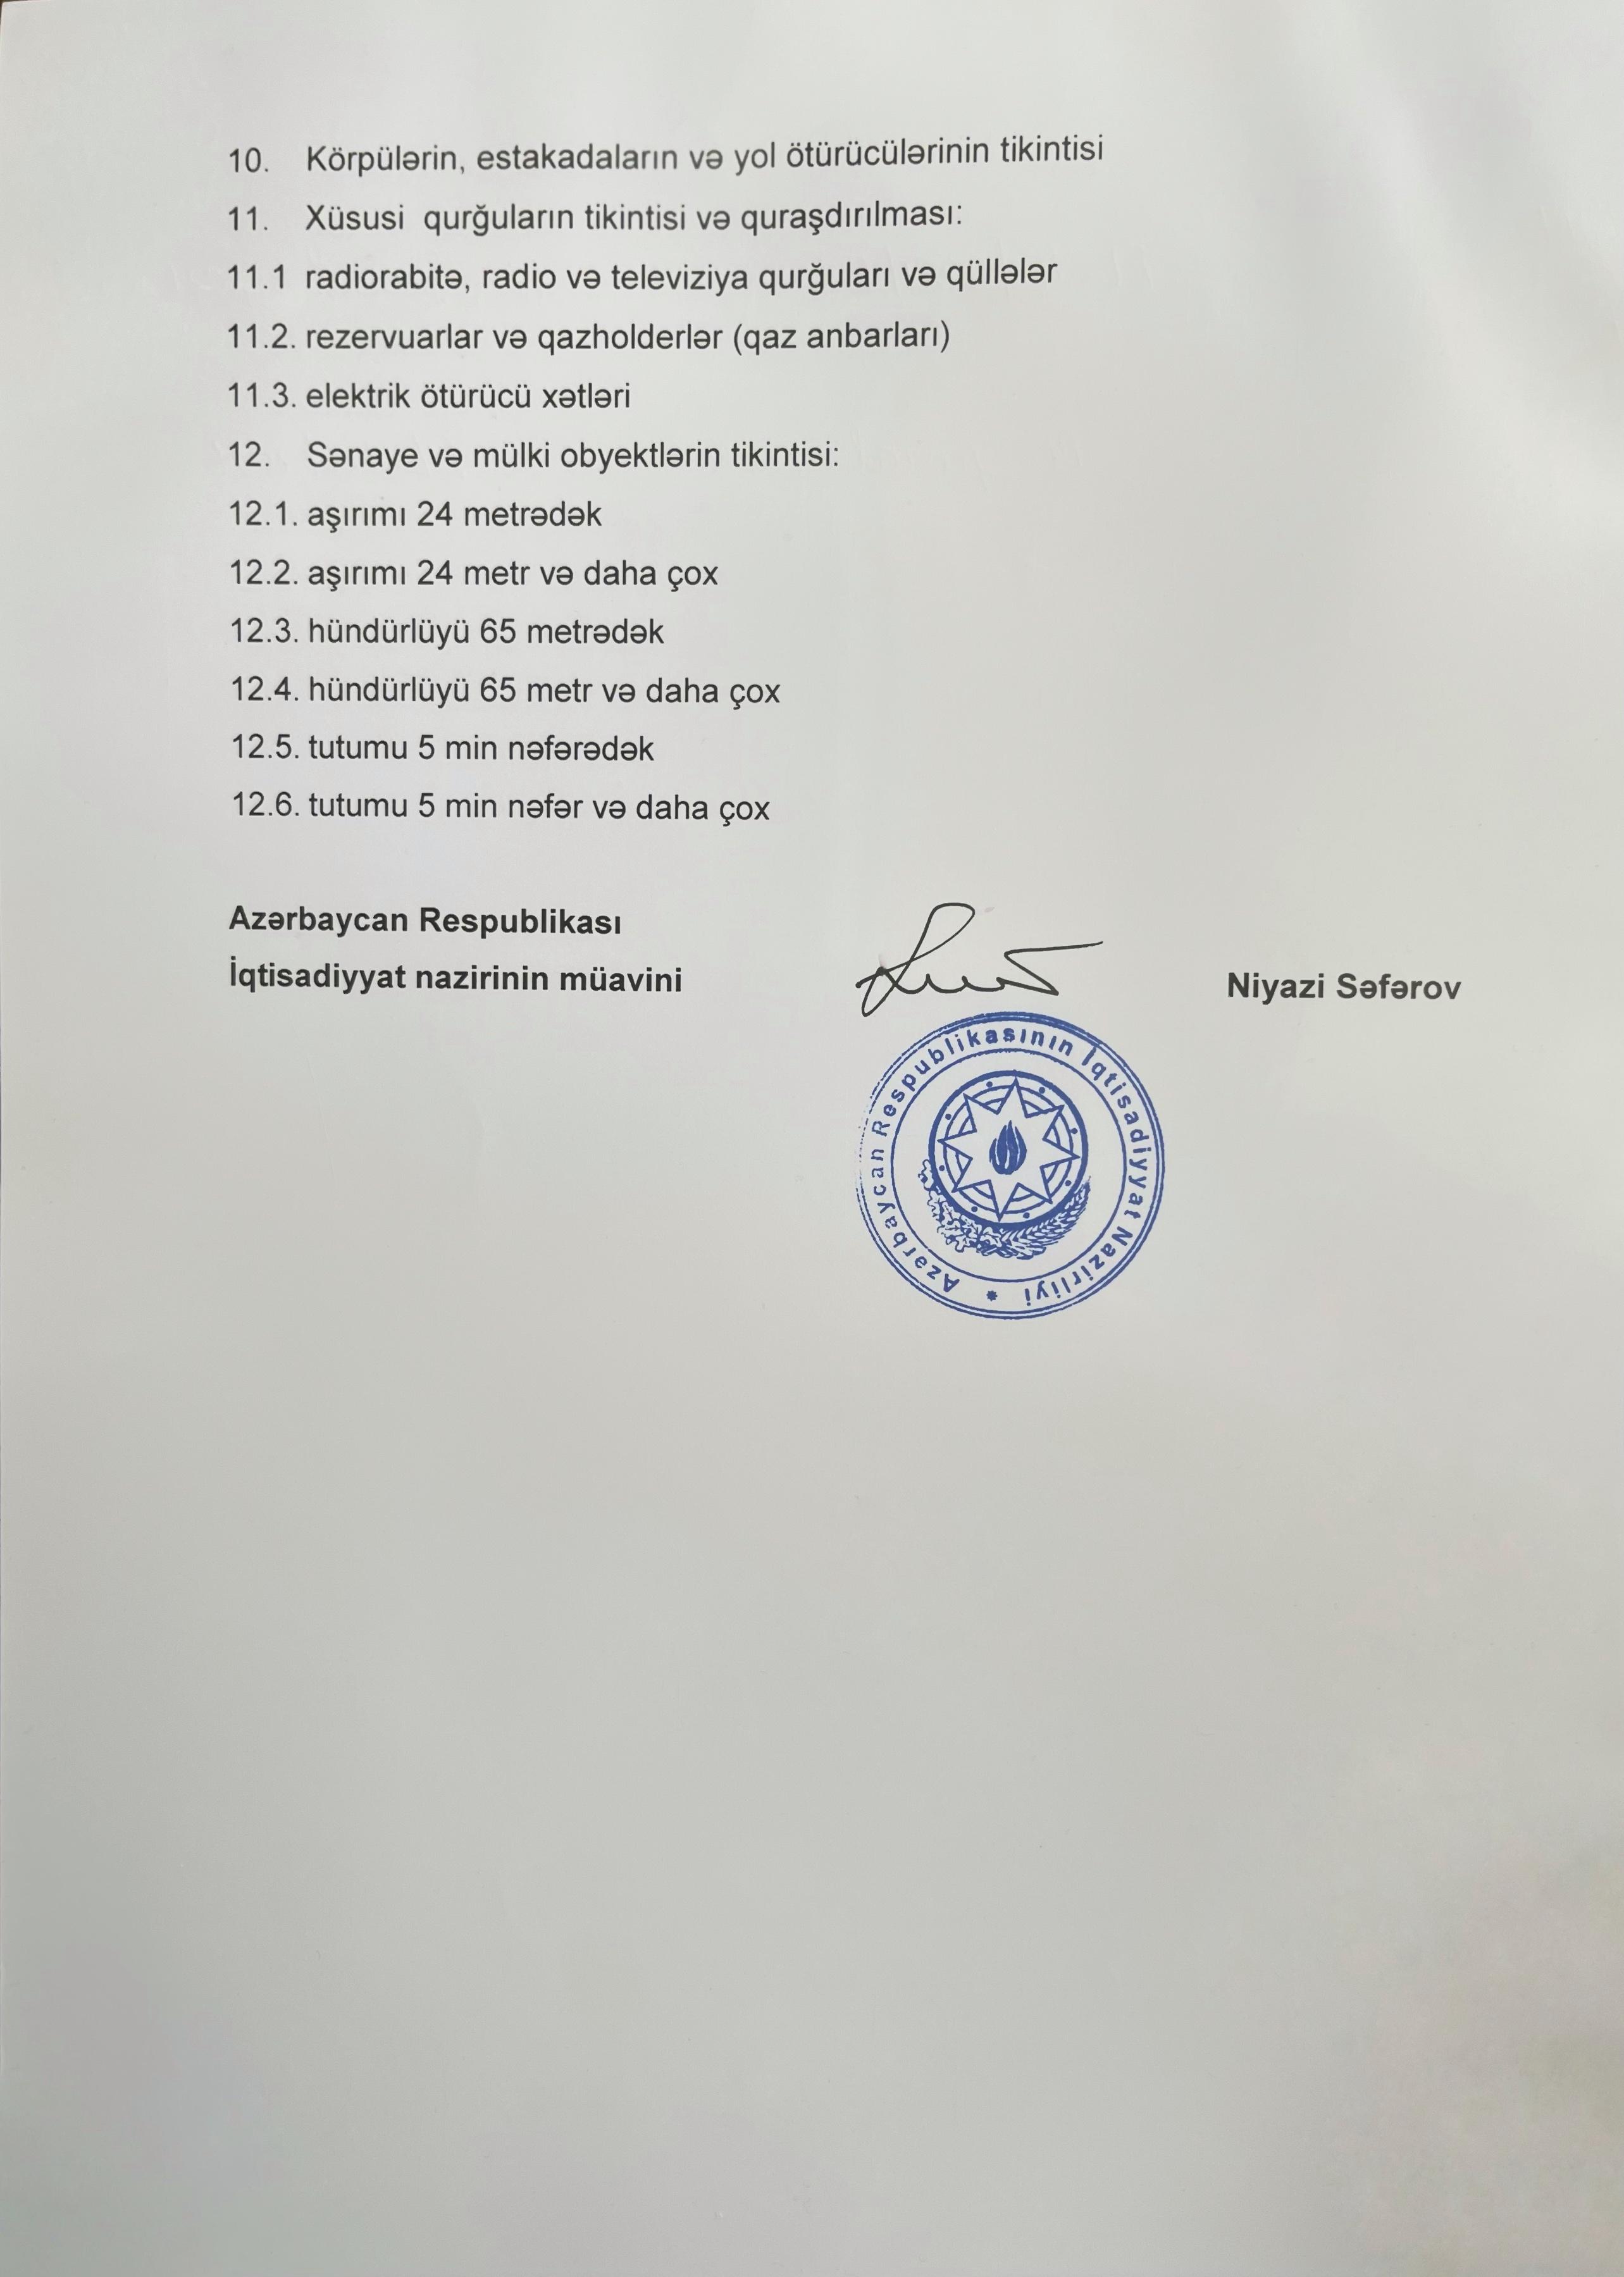 10. Körpülərin, estakadaların və yol ötürücülərinin tikintisi
11. Xüsusi qurğuların tikintisi və quraşdırılması:
11.1 radiorabitə, radio və televiziya qurğuları və qüllələr
11.2. rezervuarlar və qazholderlər (qaz anbarları)
11.3. elektrik ötürücü xətləri
12. Sənaye və mülki obyektlərin tikintisi:
12.1. aşırımı 24 metrədək
12.2. aşırımı 24 metr və daha çox
12.3. hündürlüyü 65 metrədək
12.4. hündürlüyü 65 metr və daha çox
12.5. tutumu 5 min nəfərədək
12.6. tutumu 5 min nəfər və daha çox
Azərbaycan Respublikası
İqtisadiyyat nazirinin müavini
Niyazi Səfərov
Azərbaycan Respublikasının İqtisadiyyat Nazirliyi